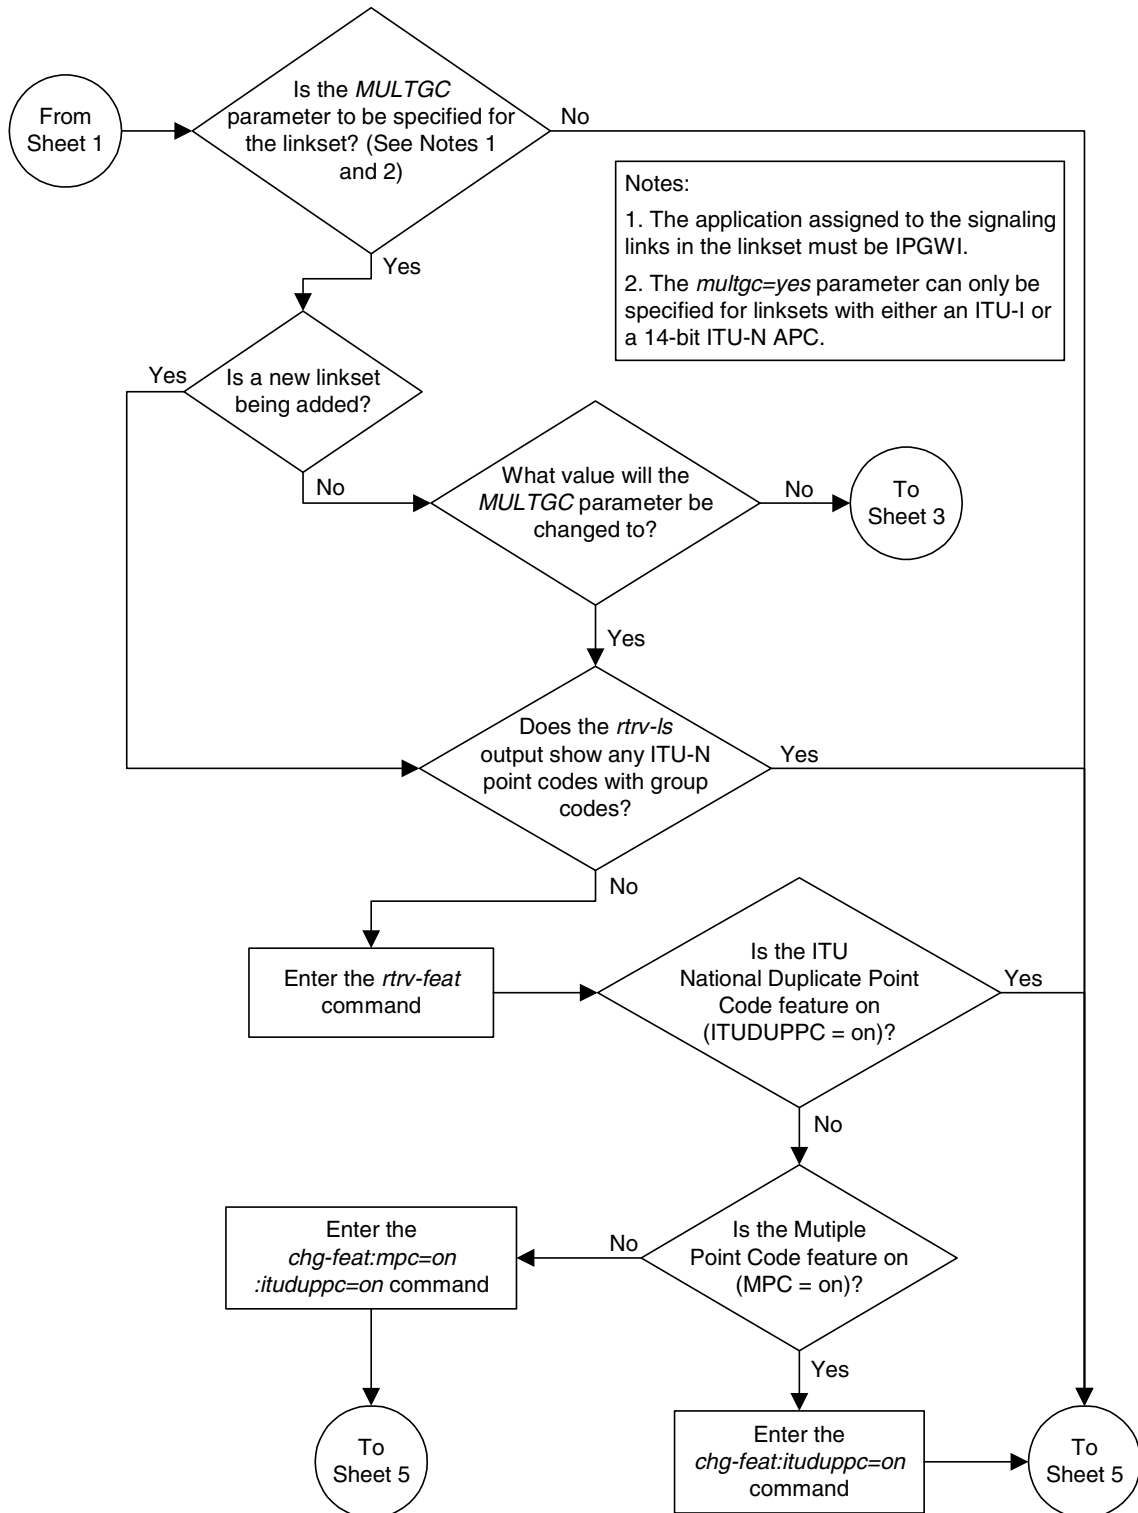 From
Sheet 1
Is the MULTGC
parameter to be specified for
the linkset? (See Notes 1
and 2)
No
Yes
Notes:
1. The application assigned to the signaling
links in the linkset must be IPGWI.
2. The multgc=yes parameter can only be
specified for linksets with either an ITU-I or
a 14-bit ITU-N APC.
Yes
Is a new linkset
being added?
No
What value will the
MULTGC parameter be
changed to?
No
To
Sheet 3
Yes
Does the rtrv-ls
output show any ITU-N
point codes with group
codes?
Yes
No
Enter the rtrv-feat
command
Is the ITU
National Duplicate Point
Code feature on
(ITUDUPPC = on)?
Yes
No
Is the Mutiple
Point Code feature on
(MPC = on)?
No
Enter the
chg-feat:mpc=on
:ituduppc=on command
Yes
To
Sheet 5
Enter the
chg-feat:ituduppc=on
command
To
Sheet 5